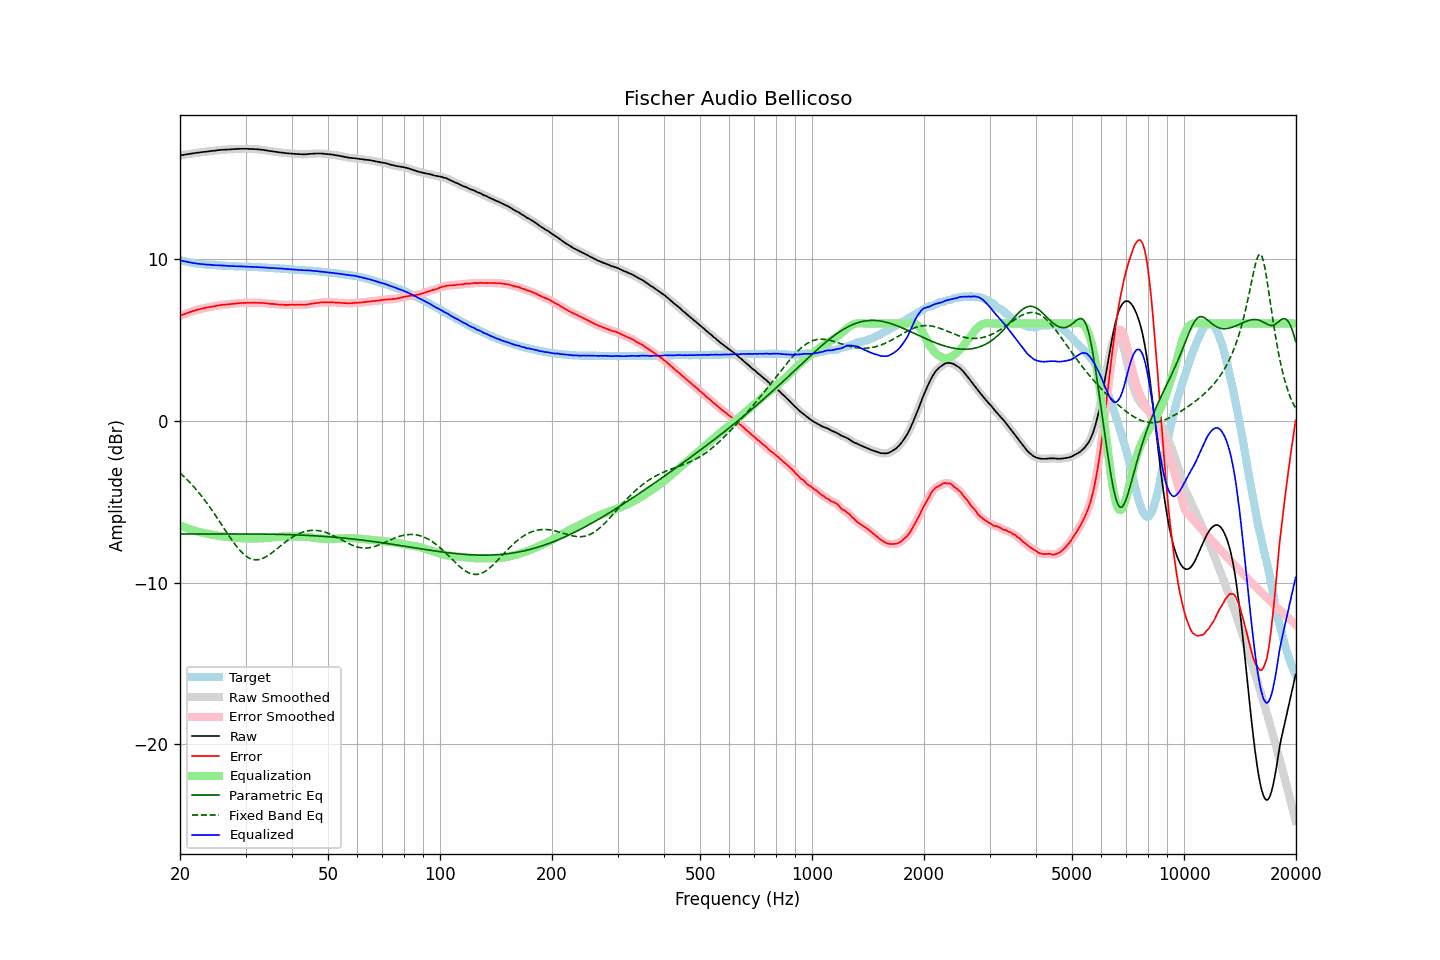 Fischer Audio Bellicoso
Amplitude (dBr)
10
0
−10
−20
Target
Raw Smoothed
Error Smoothed
Raw
Error
Equalization
Parametric Eq
Fixed Band Eq
Equalized
20 50 100 200 500 1000 2000 5000 10000 20000
Frequency (Hz)